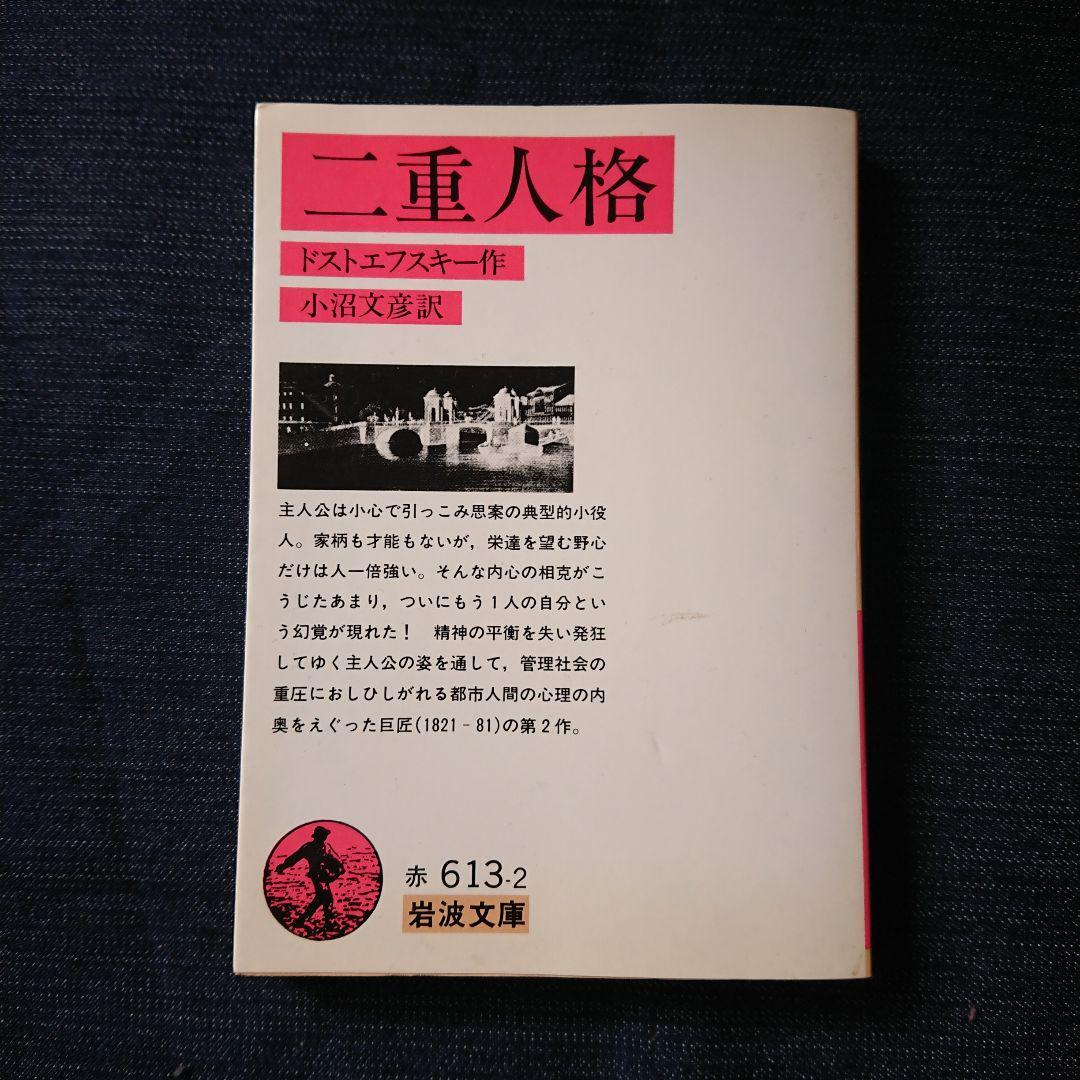 二重人格
ドストエフスキー作
小沼文彦訳
主人公は小心で引っこみ思案の典型的小役
人。家柄も才能もないが，栄達を望む野心
だけは人一倍強い。そんな内心の相克がこ
うじたあまり，ついにもう1人の自分とい
う幻覚が現れた！　精神の平衡を失い発狂
してゆく主人公の姿を通して，管理社会の
重圧におしひしがれる都市人間の心理の内
奥をえぐった巨匠(1821‐81)の第2作。
赤 613-2
岩波文庫